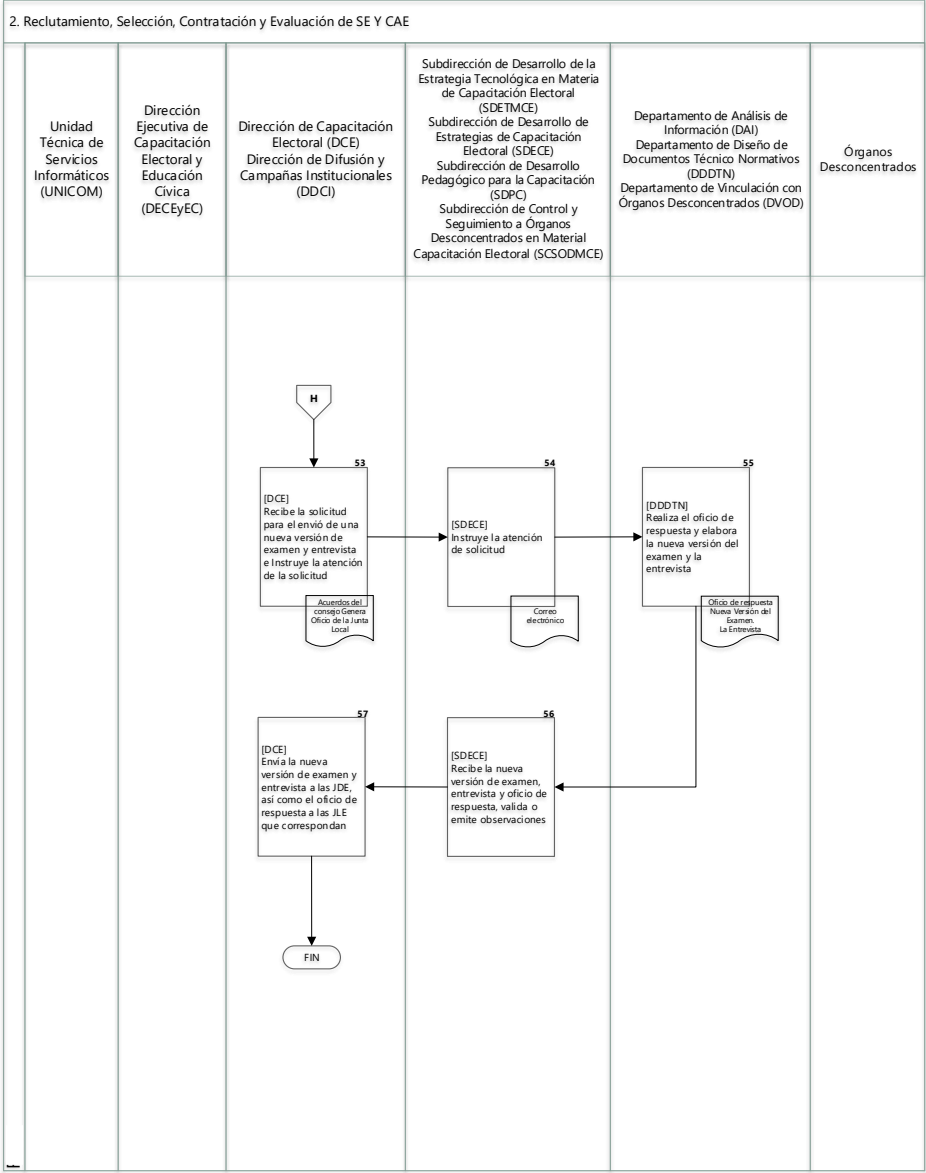 2. Reclutamiento, Selección, Contratación y Evaluación de SE Y CAE
Unidad
Técnica de
Servicios
Informáticos
(UNICOM)
Dirección
Ejecutiva de
Capacitación
Electoral y
Educación
Cívica
(DECEyEC)
Dirección de Capacitación
Electoral (DCE)
Dirección de Difusión y
Campañas Institucionales
(DDCI)
Subdirección de Desarrollo de la
Estrategia Tecnológica en Materia
de Capacitación Electoral
(SDETMCE)
Subdirección de Desarrollo de
Estrategias de Capacitación
Electoral (SDECE)
Subdirección de Desarrollo
Pedagógico para la Capacitación
(SDPC)
Subdirección de Control y
Seguimiento a Órganos
Desconcentrados en Material
Capacitación Electoral (SCSODMCE)
Departamento de Análisis de
Información (DAI)
Departamento de Diseño de
Documentos Técnico Normativos
(DDDTN)
Departamento de Vinculación con
Órganos Desconcentrados (DVOD)
Órganos
Desconcentrados
H
53
[DCE]
Recibe la solicitud
para el envió de una
nueva versión de
examen y entrevista
e Instruye la atención
de la solicitud
Acuerdos del
consejo Genera
Oficio de la Junta
Local
54
[SDECE]
Instruye la atención
de solicitud
Correo
electrónico
55
[DDDTN]
Realiza el oficio de
respuesta y elabora
la nueva versión del
examen y la
entrevista
Oficio de respuesta
Nueva Versión del
Examen.
La Entrevista
57
[DCE]
Envía la nueva
versión de examen y
entrevista a las JDE,
así como el oficio de
respuesta a las JLE
que correspondan
56
[SDECE]
Recibe la nueva
versión de examen,
entrevista y oficio de
respuesta, valida o
emite observaciones
FIN